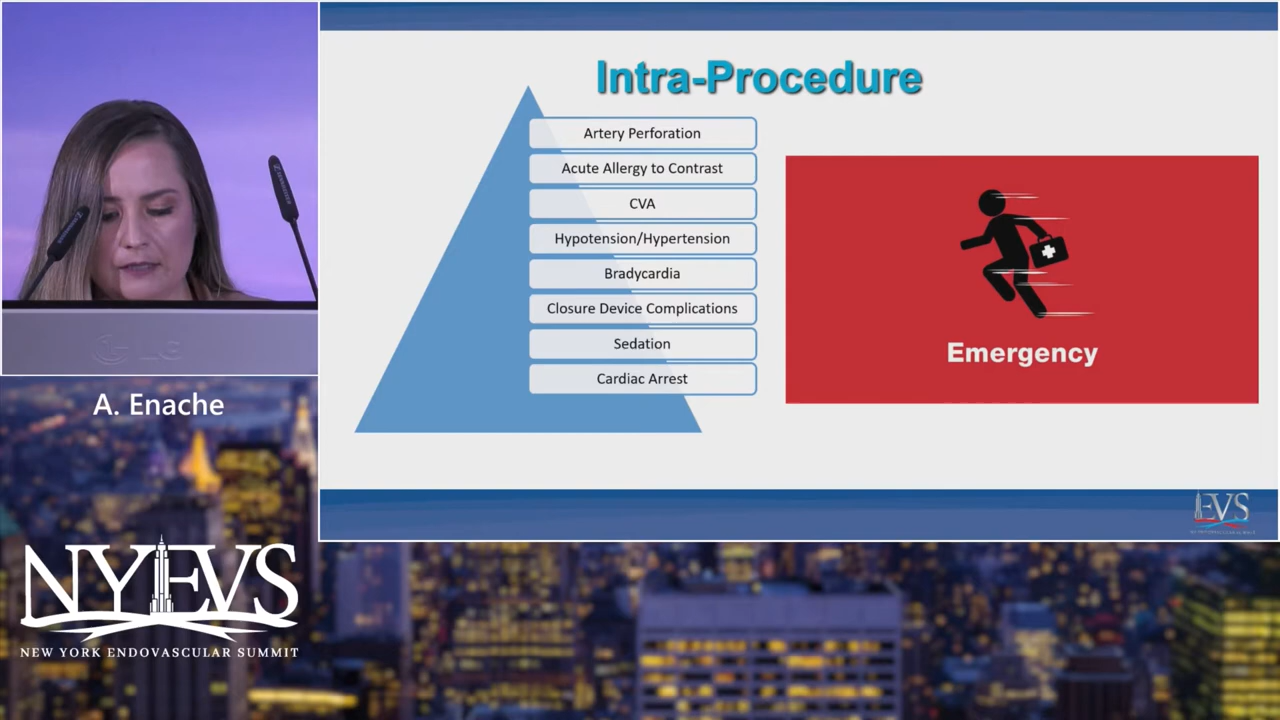 Intra-Procedure
Artery Perforation
Acute Allergy to Contrast
CVA
Hypotension/Hypertension
Bradycardia
Closure Device Complications
Sedation
Cardiac Arrest
Emergency
LG
A. Enache
NYEVS
NEW YORK ENDOVASCULAR SUMMIT
EVS